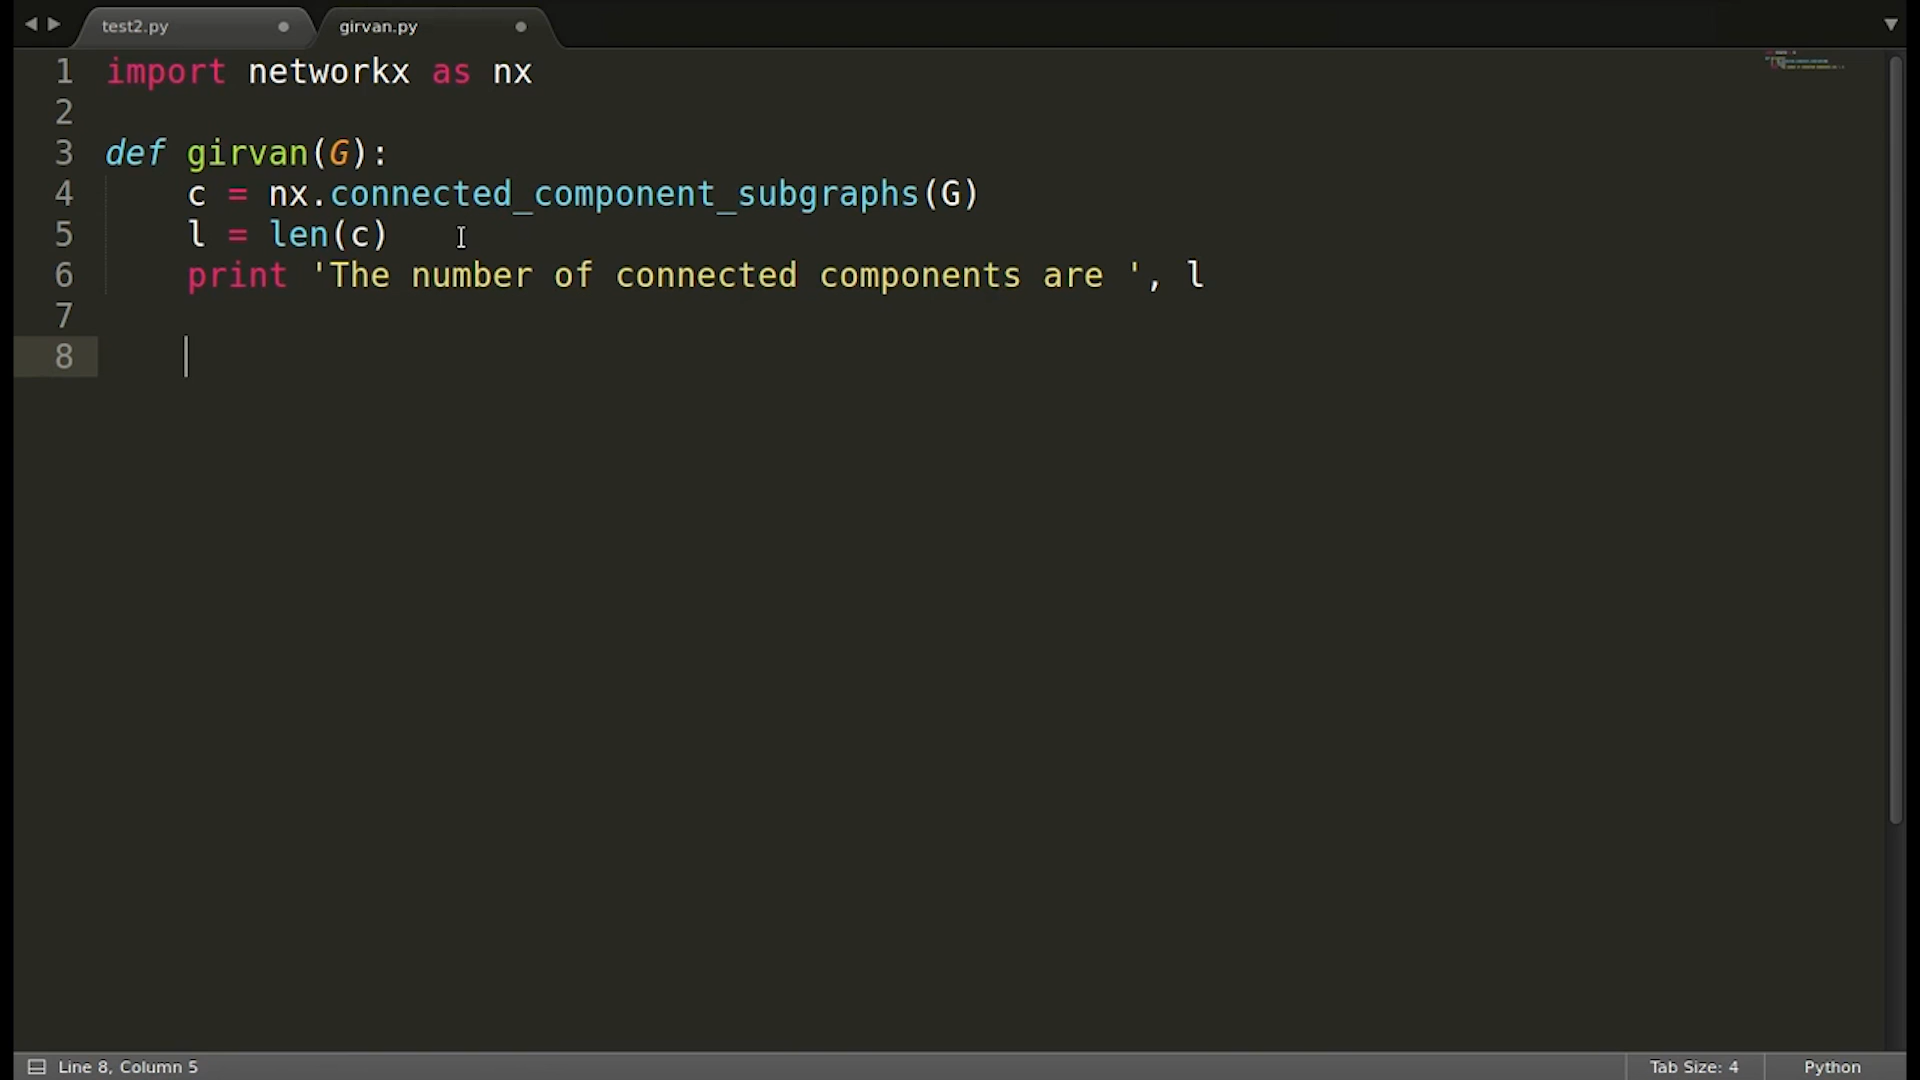 test2.py girvan.py
1 import networkx as nx
2
3 def girvan(G):
4 c = nx.connected_component_subgraphs(G)
5 l = len(c)
6 print 'The number of connected components are ', l
7
8
Line 8, Column 5 Tab Size: 4 Python